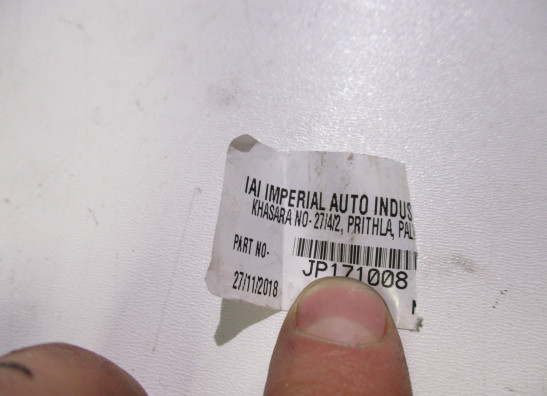 IAI IMPERIAL AUTO INDUS
KHASARA NO- 27/4/2, PRITHLA, PAL
PART NO-
JP171008
27/11/2018